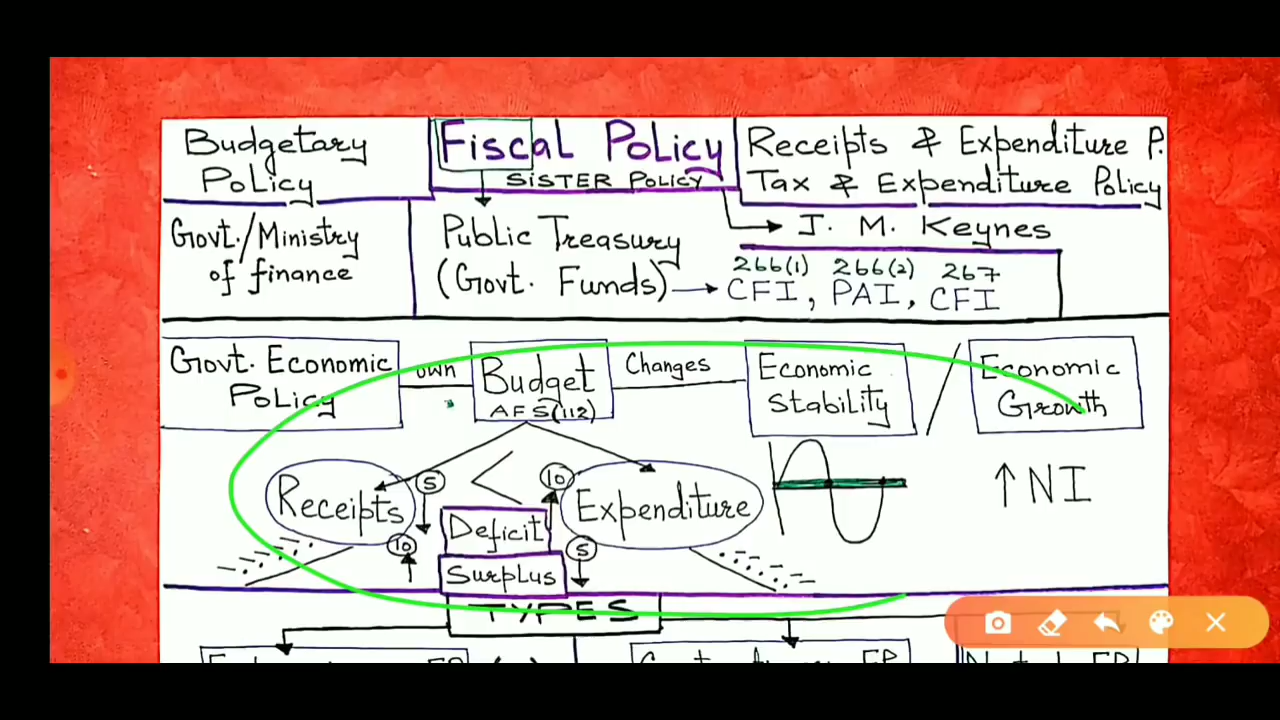 Budgetary
Policy
Fiscal Policy
Sister Policy
Receipts & Expenditure P.
Tax & Expenditure Policy
Govt./Ministry
of finance
Public Treasury
(Govt. Funds)
J. M. Keynes
266(1) 266(2) 267
CFI, PAI, CFI
Govt. Economic
Policy
own
Budget
AFS(112)
Changes
Economic
Stability
/
Economic
Growth
Receipts
5
10
<
10
Expenditure
5
Deficit
Surplus
↑ NI
TYPES